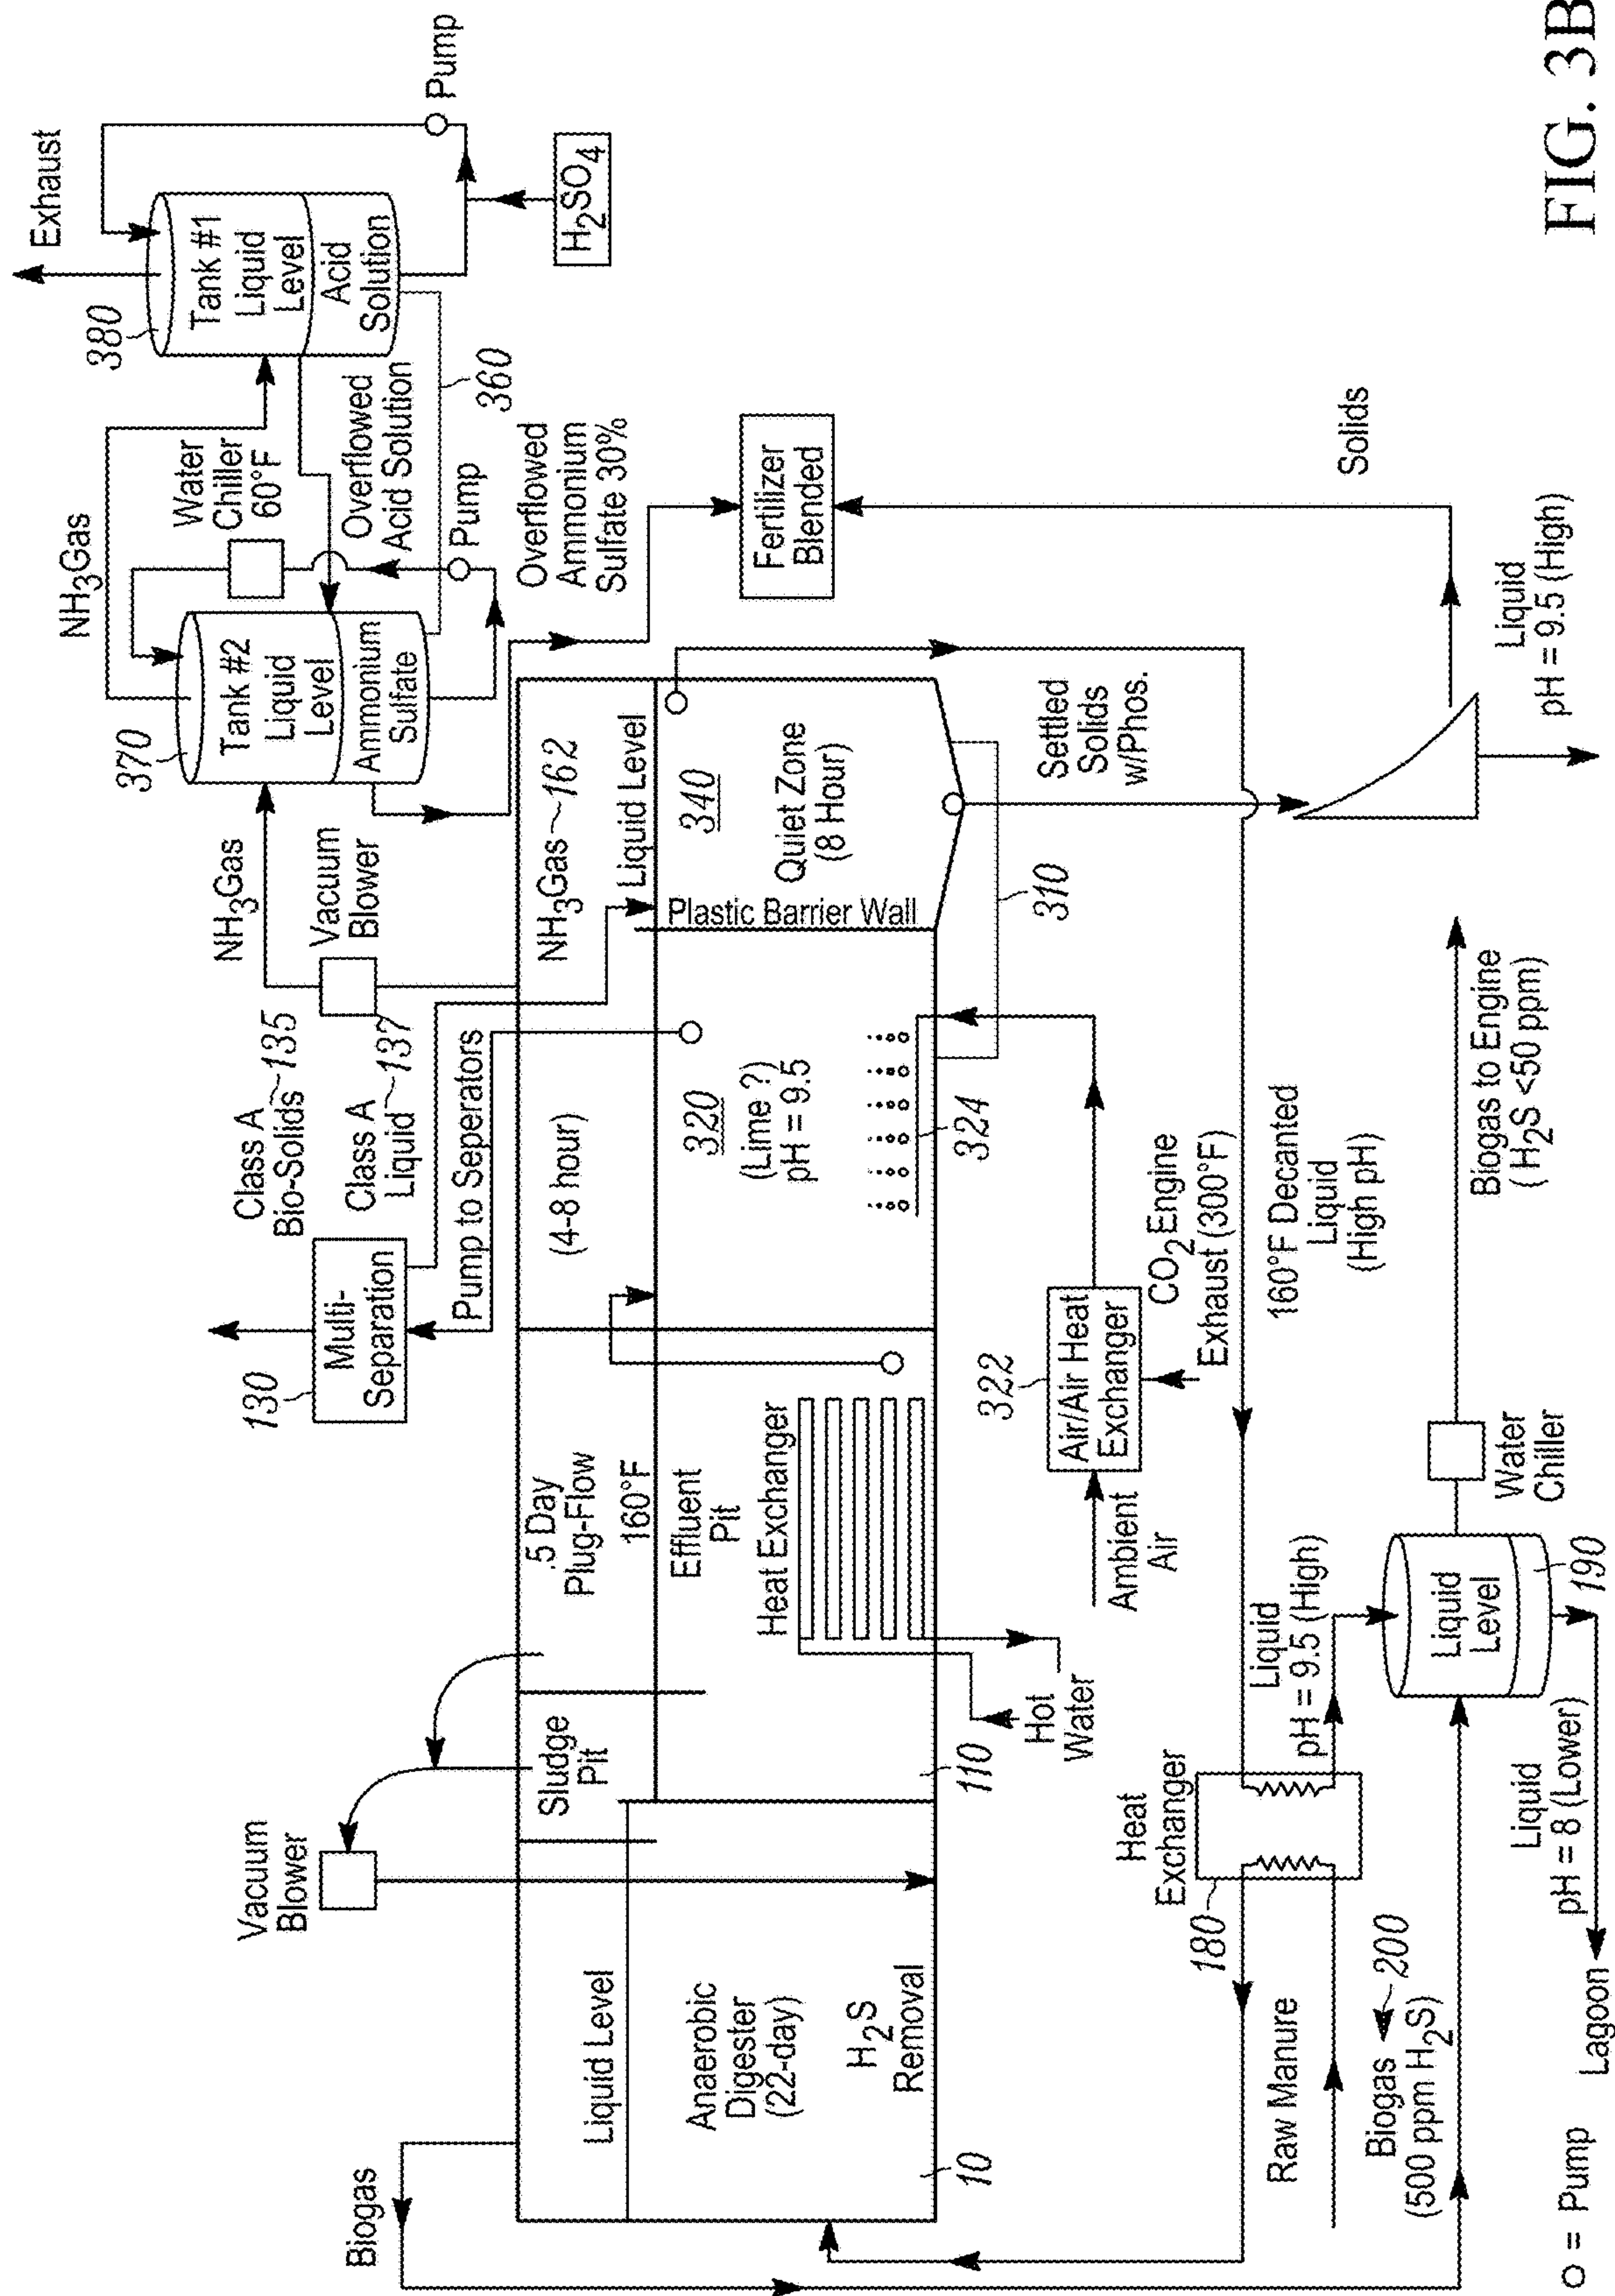 Biogas
Vacuum
Blower
130
Multi-
Separation
Class A
Bio-Solids
135
Class A
Liquid
137
Pump to Seperators
NH3Gas
Vacuum
Blower
370
Tank #2
Liquid
Level
Ammonium
Sulfate
NH3Gas
Water
Chiller
60°F
Overflowed
Acid Solution
Pump
380
Tank #1
Liquid
Level
Acid
Solution
Exhaust
Pump
H2SO4
360
Overflowed
Ammonium
Sulfate 30%
Fertilizer
Blended
Solids
Liquid Level
Anaerobic
Digester
(22-day)
H2S
Removal
10
Sludge
Pit
110
.5 Day
Plug-Flow
160°F
Effluent
Pit
Heat Exchanger
Hot
Water
(4-8 hour)
320
(Lime ?)
pH = 9.5
324
NH3Gas
162
Liquid Level
340
Quiet Zone
(8 Hour)
Plastic Barrier Wall
310
Settled
Solids
w/Phos.
Ambient
Air
322
Air/Air Heat
Exchanger
CO2Engine
Exhaust (300°F)
160°F Decanted
Liquid
(High pH)
Liquid
pH = 9.5 (High)
Heat
Exchanger
180
Raw Manure
Liquid
pH = 9.5 (High)
Biogas
200
(500 ppm H2S)
Liquid
Level
190
Water
Chiller
Biogas to Engine
( H2S <50 ppm)
Liquid
pH = 8 (Lower)
Lagoon
O = Pump
FIG. 3B